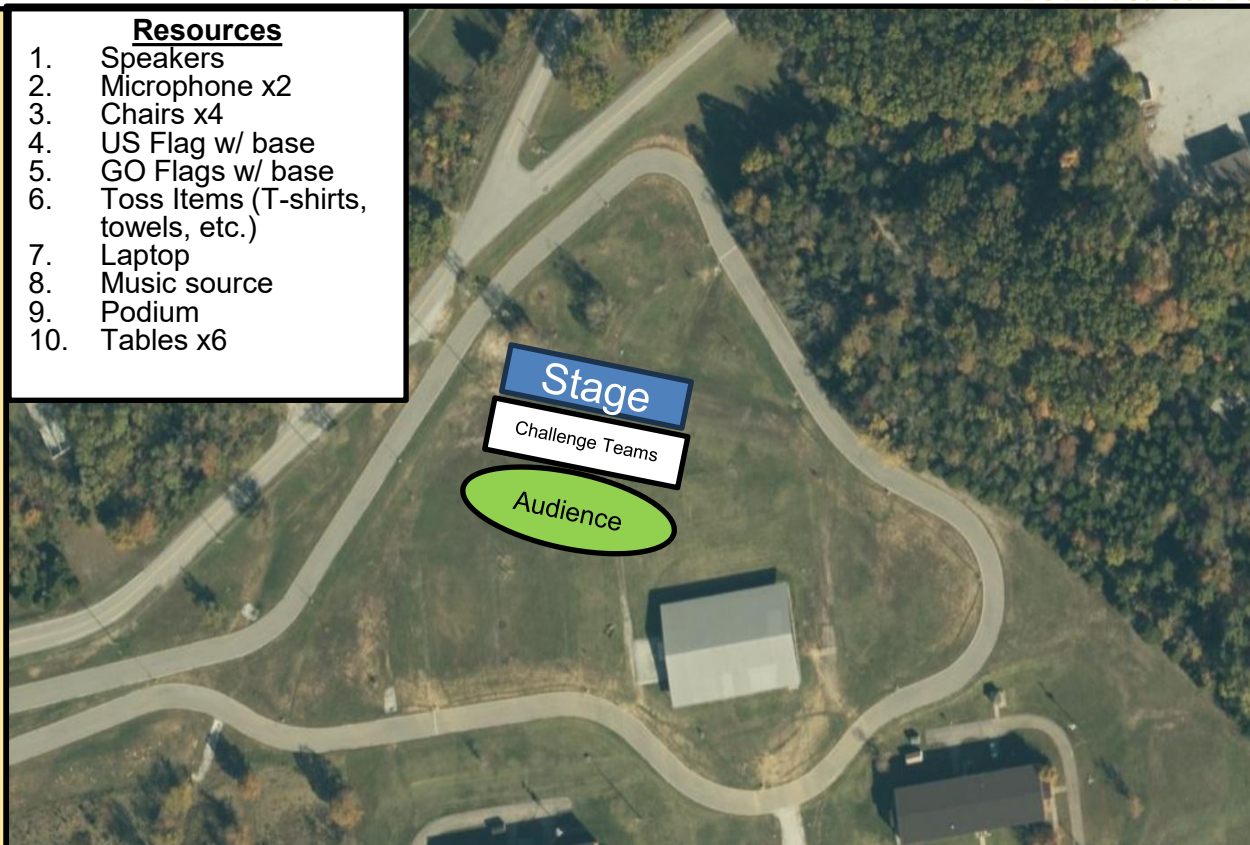 Resources
1. Speakers
2. Microphone x2
3. Chairs x4
4. US Flag w/ base
5. GO Flags w/ base
6. Toss Items (T-shirts,
towels, etc.)
7. Laptop
8. Music source
9. Podium
10. Tables x6
Stage
Challenge Teams
Audience